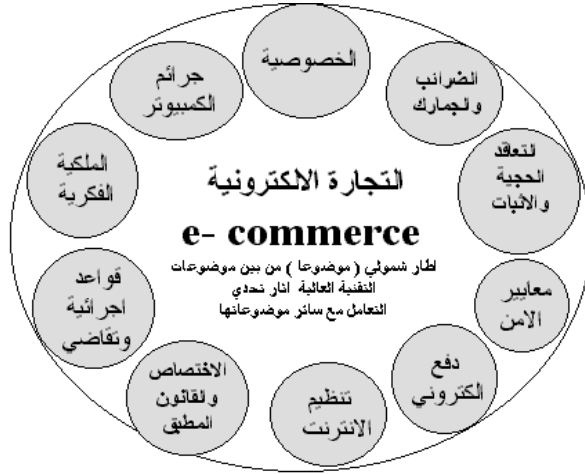 الخصوصية
الضرائب
والجمارك
التعاقد
الحجية
والاثبات
معايير
الامن
دفع
الكتروني
تنظيم
الانترنت
الاختصاص
والقانون
المطبق
قواعد
اجرائية
وتقاضي
الملكية
الفكرية
جرائم
الكمبيوتر
التجارة الالكترونية
e- commerce
اطار شمولي ( موضوعا ) من بين موضوعات
التقنية العالية اثار تحدي
التعامل مع سائر موضوعاتها